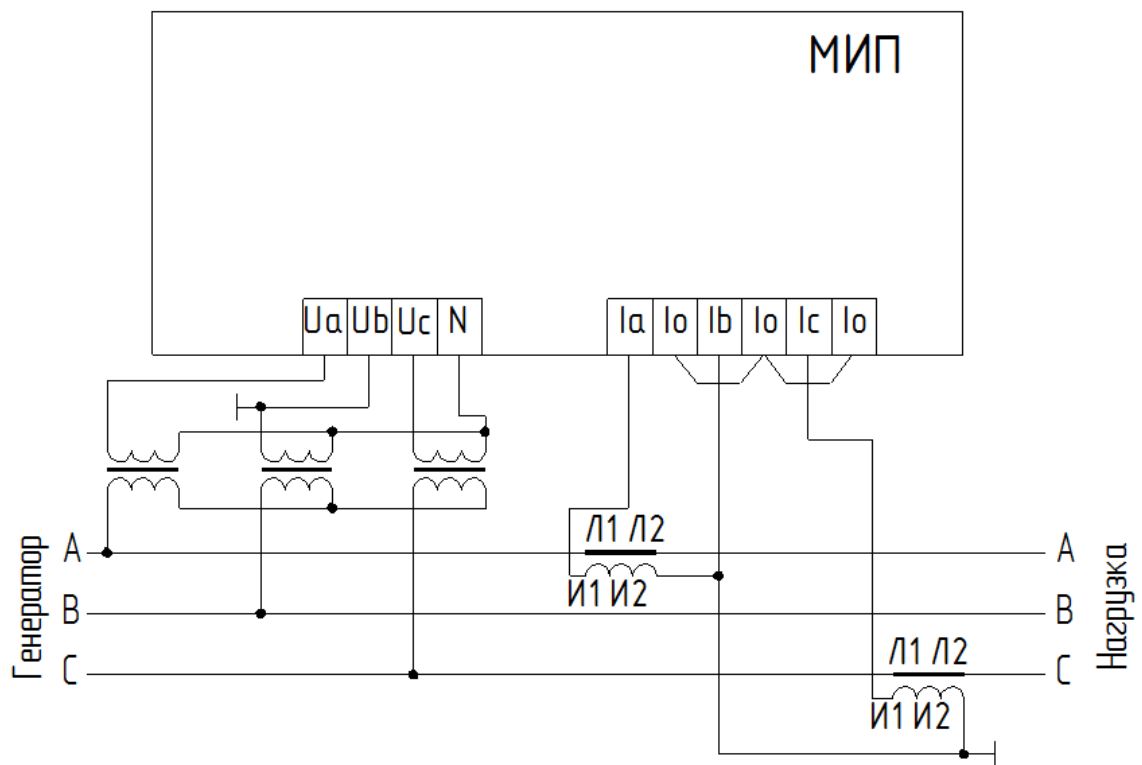 МИП
Ua Ub Uc N
Ia Io Ib Io Ic Io
Л1 Л2
Генератор
A
A
И1 И2
B
B
Нагрузка
Л1 Л2
C
C
И1 И2